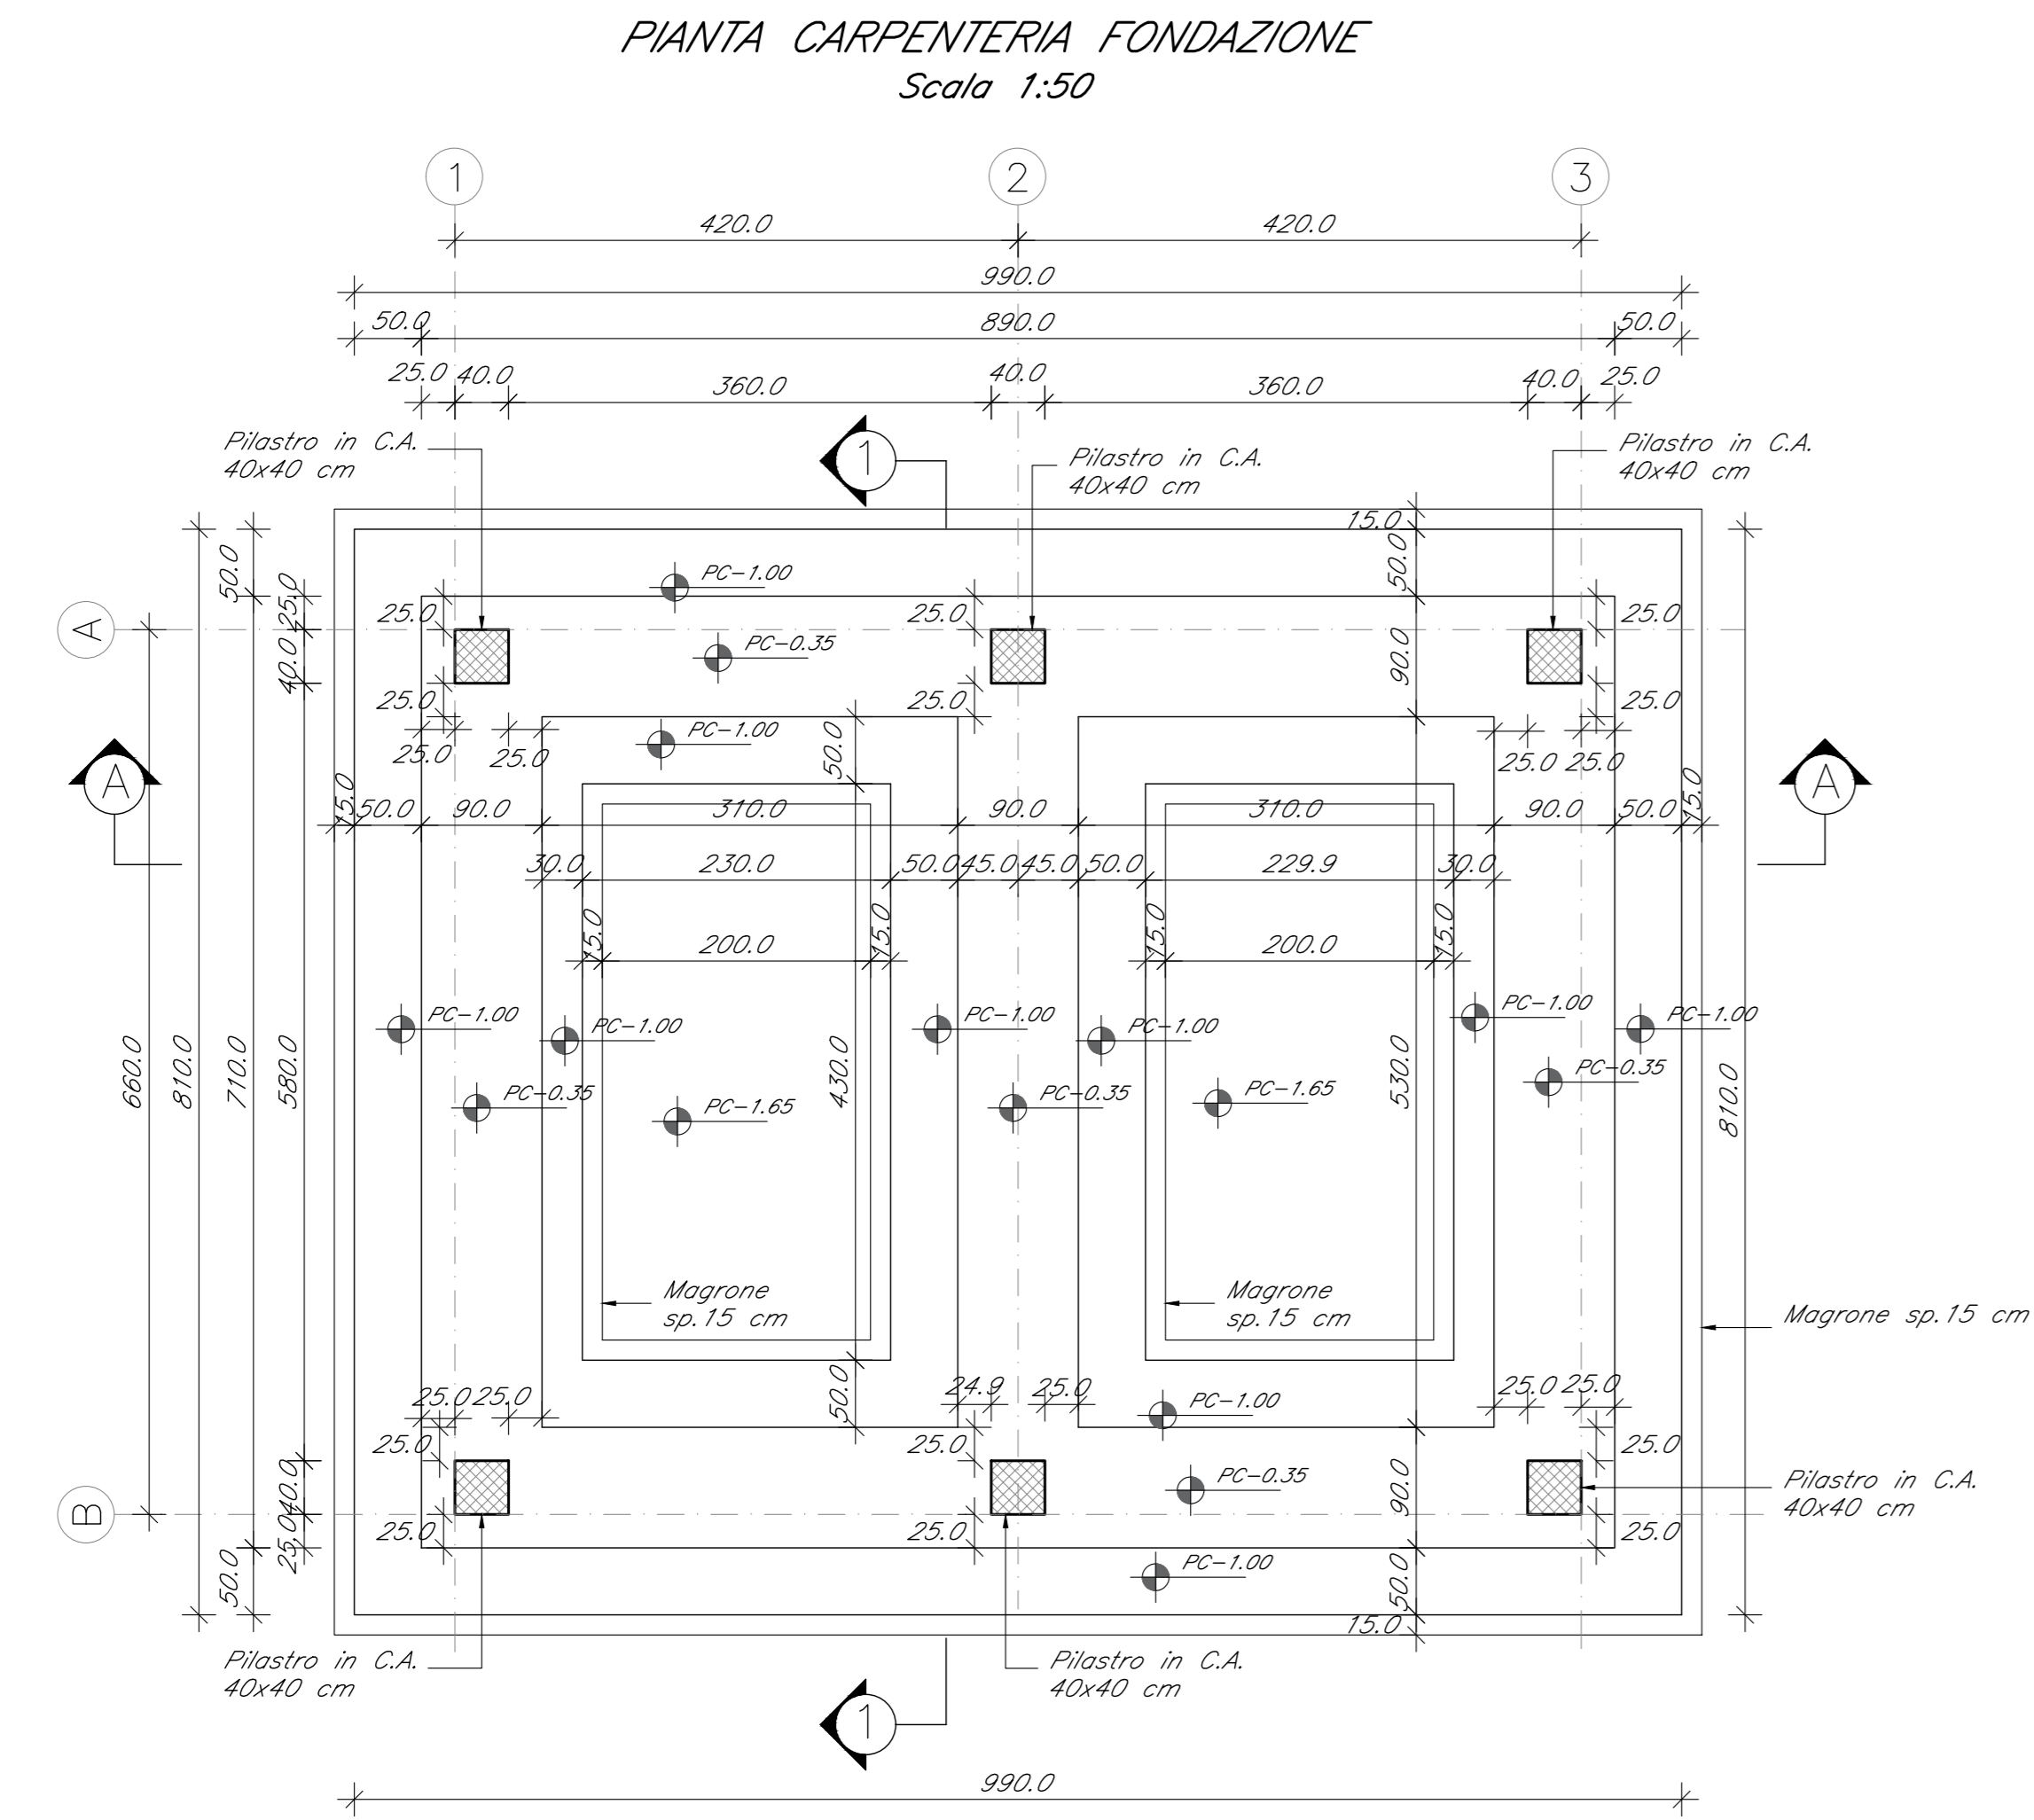 PIANTA CARPENTERIA FONDAZIONE
Scala 1:50
1 2 3
420.0 420.0
990.0
50.0 890.0 50.0
25.0 40.0 360.0 40.0 360.0 40.0 25.0
Pilastro in C.A.
40x40 cm
1
Pilastro in C.A.
40x40 cm
Pilastro in C.A.
40x40 cm
15.0
50.0 50.0
PC-1.00
25.0
A
25.0 25.0 25.0
PC-0.35
40.0 90.0
25.0 25.0 25.0
PC-1.00
25.0 25.0 50.0 25.0 25.0
A A
15.0 50.0 90.0 310.0 90.0 310.0 90.0 50.0 15.0
30.0 230.0 50.0 45.0 45.0 50.0 229.9 30.0
15.0 200.0 15.0 15.0 200.0 15.0
PC-1.00 PC-1.00 PC-1.00 PC-1.00 PC-1.00 PC-1.00
660.0 810.0 710.0 580.0 430.0 530.0 810.0
PC-0.35 PC-1.65 PC-0.35 PC-1.65 PC-0.35
Magrone
sp.15 cm
Magrone
sp.15 cm
Magrone sp.15 cm
25.0 25.0 50.0 24.9 25.0 25.0 25.0
PC-1.00
25.0 25.0 25.0
40.0 90.0
PC-0.35
Pilastro in C.A.
40x40 cm
B
25.0 25.0 25.0 25.0
50.0 50.0
PC-1.00
15.0
Pilastro in C.A.
40x40 cm
Pilastro in C.A.
40x40 cm
1
990.0